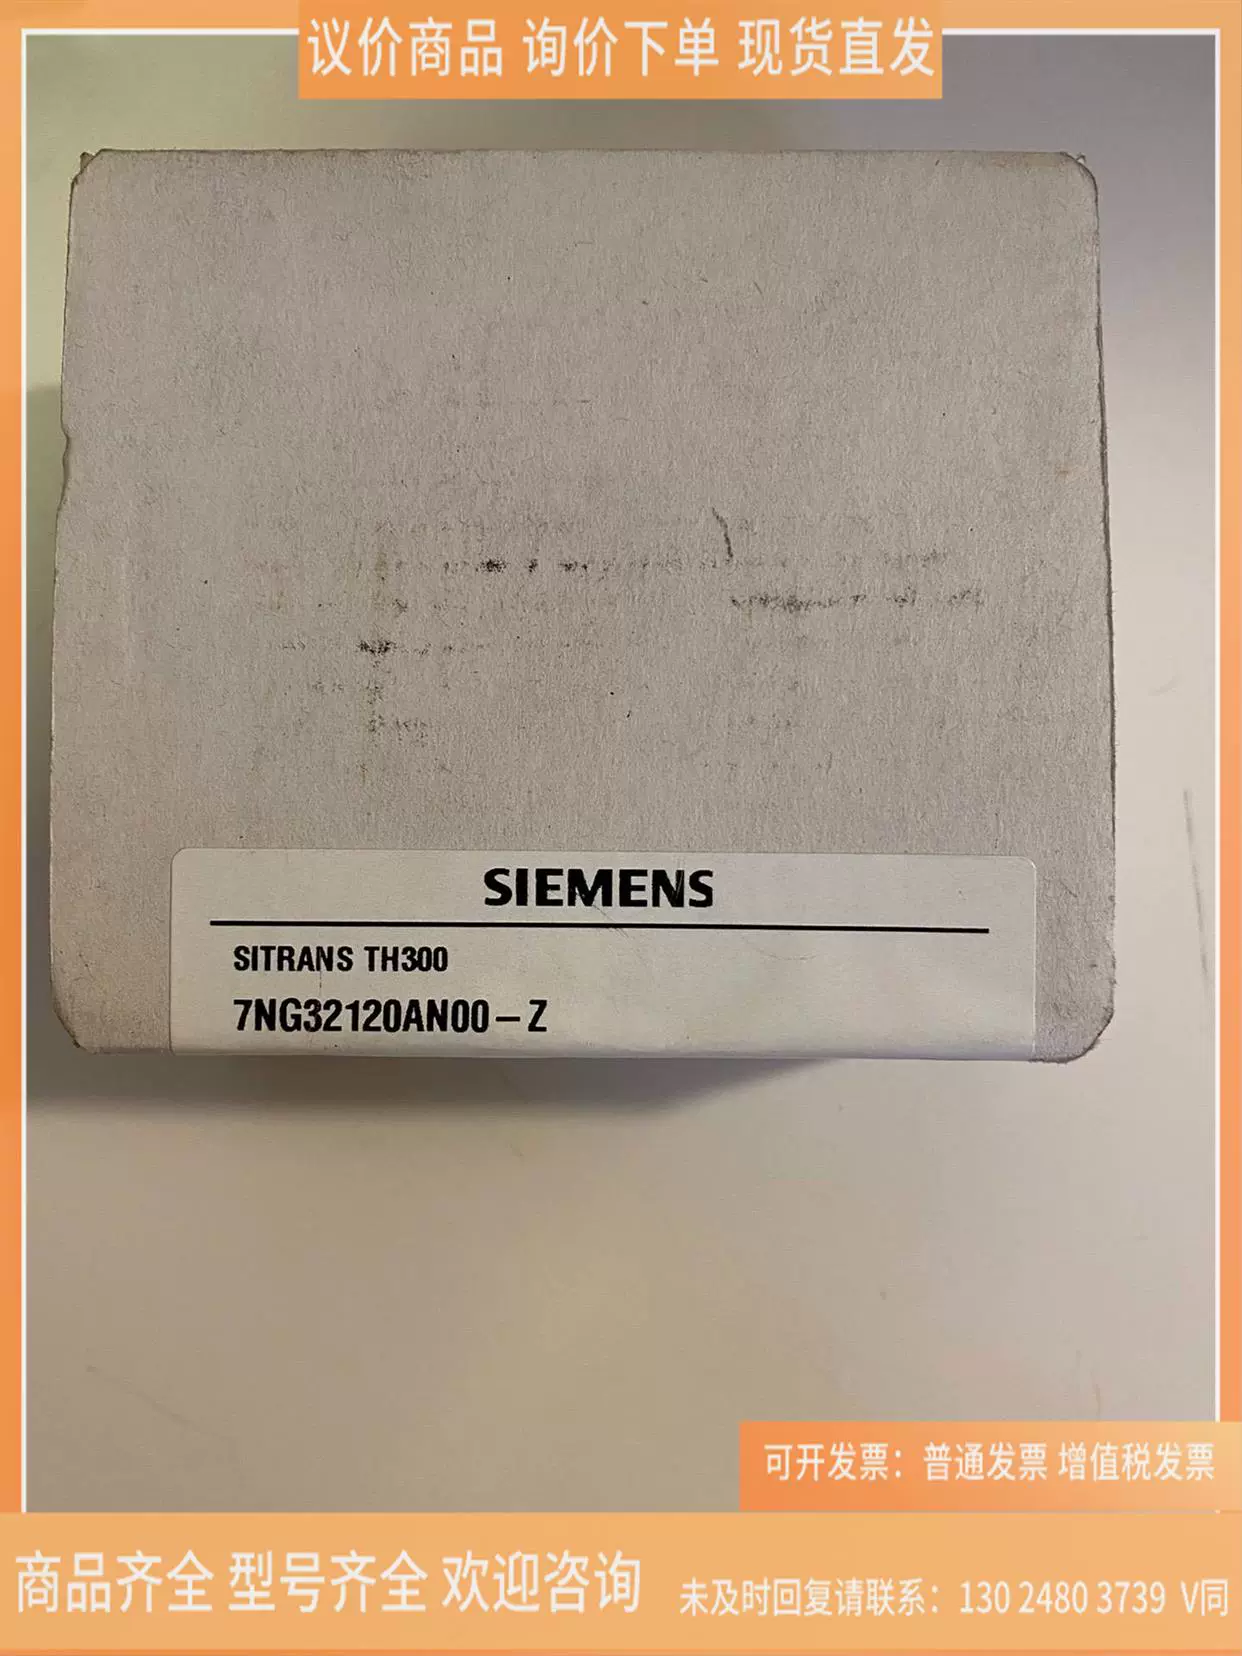 议价商品 询价下单 现货直发
SIEMENS
SITRANS TH300
7NG32120AN00-Z
可开发票：普通发票 增值税发票
商品齐全 型号齐全 欢迎咨询
未及时回复请联系：130 2480 3739 V同